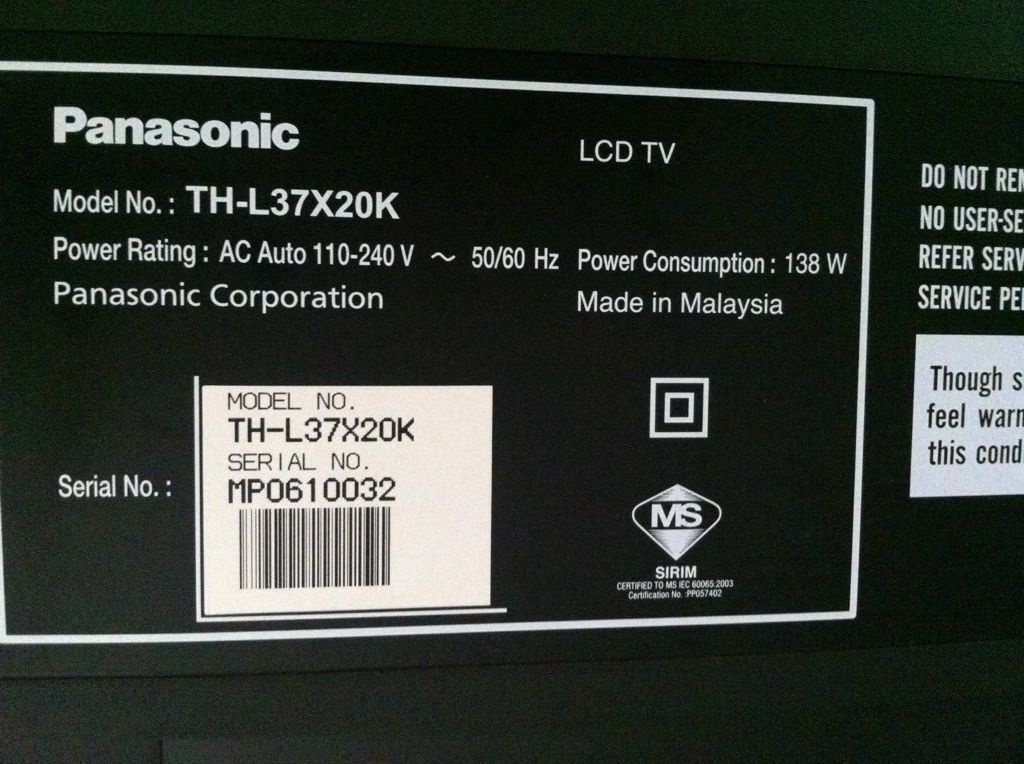 Panasonic
LCD TV
Model No. : TH-L37X20K
Power Rating : AC Auto 110-240 V ～ 50/60 Hz Power Consumption : 138 W
Panasonic Corporation
Made in Malaysia
MODEL NO.
TH-L37X20K
SERIAL NO.
Serial No. :
MP0610032
MS
SIRIM
CERTIFIED TO MS IEC 60065:2003
Certification No. :PP057402
DO NOT
NO
REFER
SERVICE
Though
feel
this